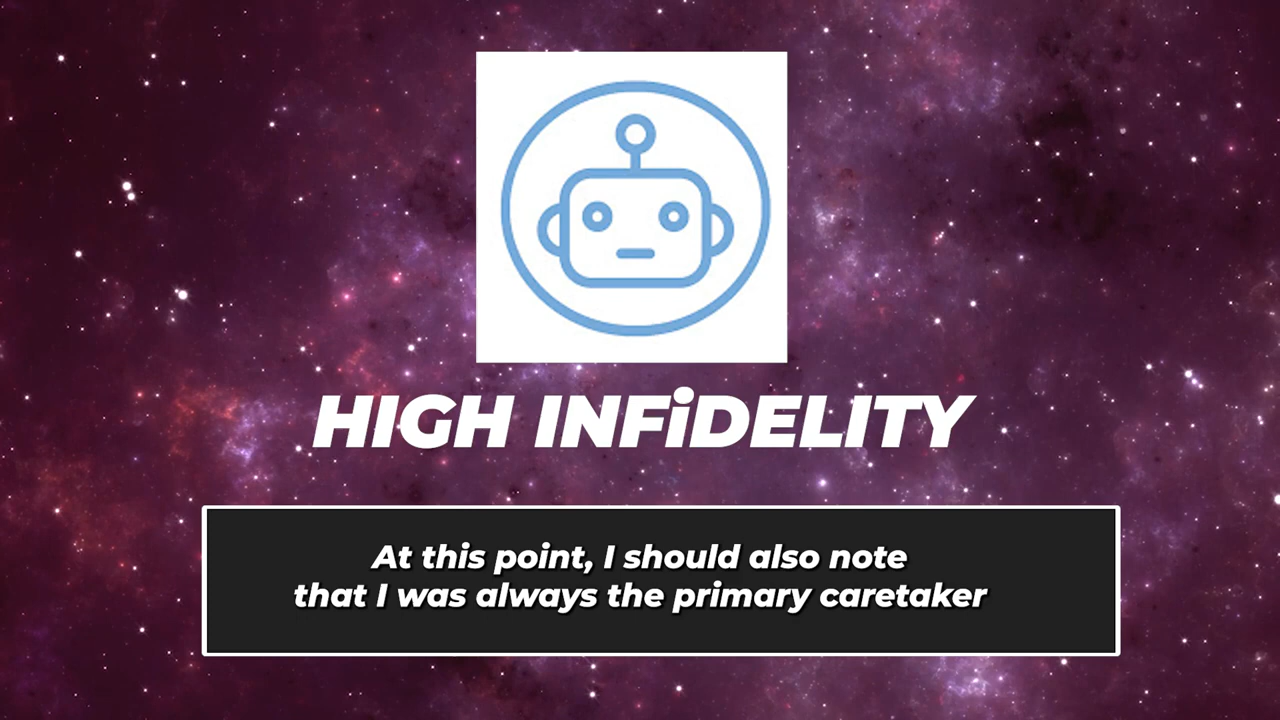 HIGH INFiDELITY
At this point, I should also note
that I was always the primary caretaker